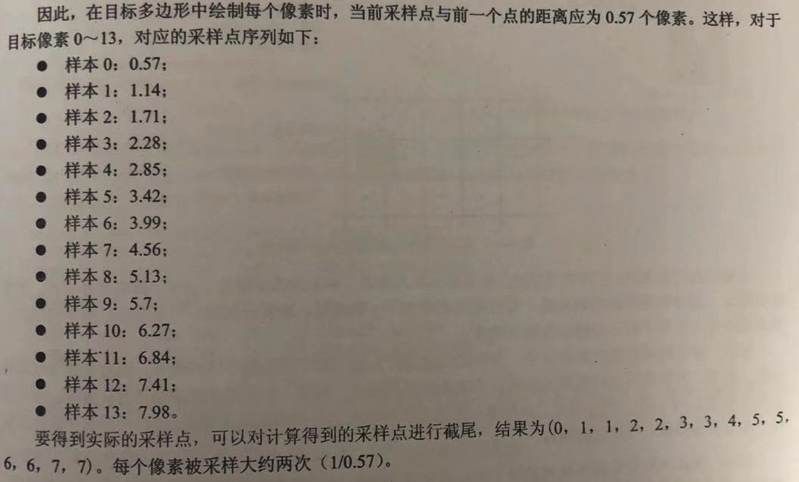 因此，在目标多边形中绘制每个像素时，当前采样点与前一个点的距离应为 0.57 个像素。这样，对于
目标像素 0～13，对应的采样点序列如下：
● 样本 0：0.57；
● 样本 1：1.14；
● 样本 2：1.71；
● 样本 3：2.28；
● 样本 4：2.85；
● 样本 5：3.42；
● 样本 6：3.99；
● 样本 7：4.56；
● 样本 8：5.13；
● 样本 9：5.7；
● 样本 10：6.27；
● 样本 11：6.84；
● 样本 12：7.41；
● 样本 13：7.98。
要得到实际的采样点，可以对计算得到的采样点进行截尾，结果为(0，1，1，2，2，3，3，4，5，5，
6，6，7，7)。每个像素被采样大约两次（1/0.57）。